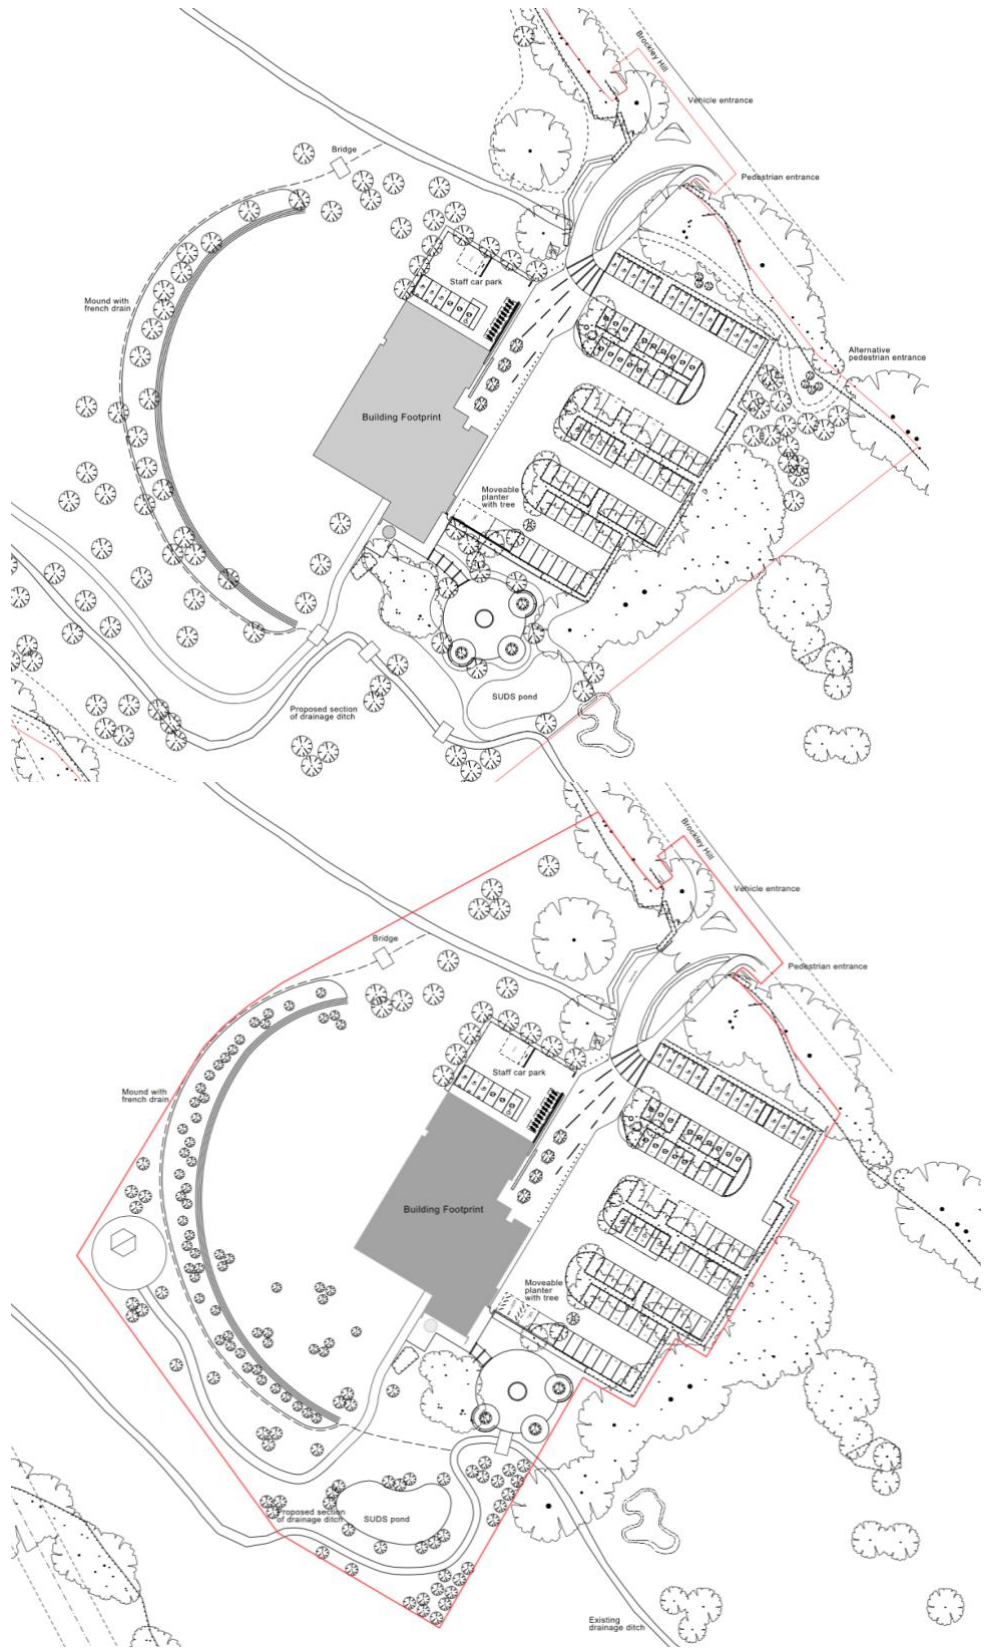 Brockley Hill
Vehicle entrance
Bridge
Pedestrian entrance
Staff car park
Mound with
french drain
Alternative
pedestrian entrance
Building Footprint
Moveable
planter
with tree
SUDS pond
Proposed section
of drainage ditch
Brockley Hill
Vehicle entrance
Bridge
Pedestrian entrance
Staff car park
Mound with
french drain
Building Footprint
Moveable
planter
with tree
Proposed section
of drainage ditch
SUDS pond
Existing
drainage ditch